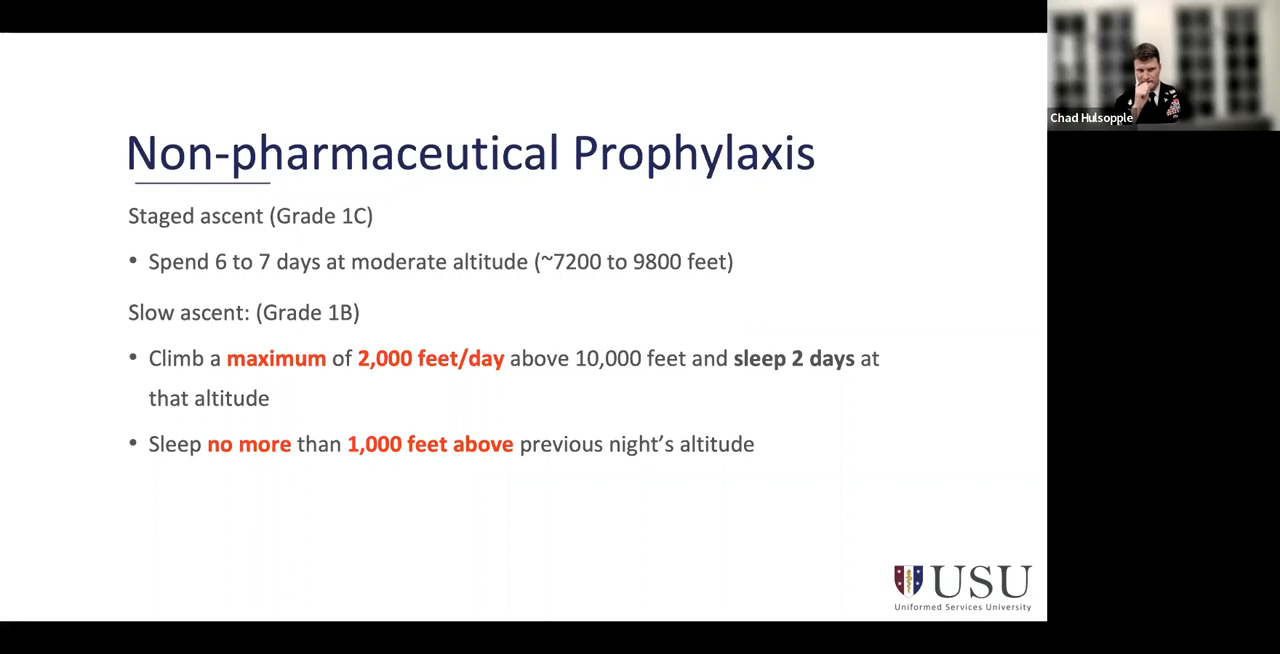 Non-pharmaceutical Prophylaxis
Staged ascent (Grade 1C)
• Spend 6 to 7 days at moderate altitude (~7200 to 9800 feet)
Slow ascent: (Grade 1B)
• Climb a maximum of 2,000 feet/day above 10,000 feet and sleep 2 days at
that altitude
• Sleep no more than 1,000 feet above previous night's altitude
USU
Uniformed Services University
Chad Hulsopple